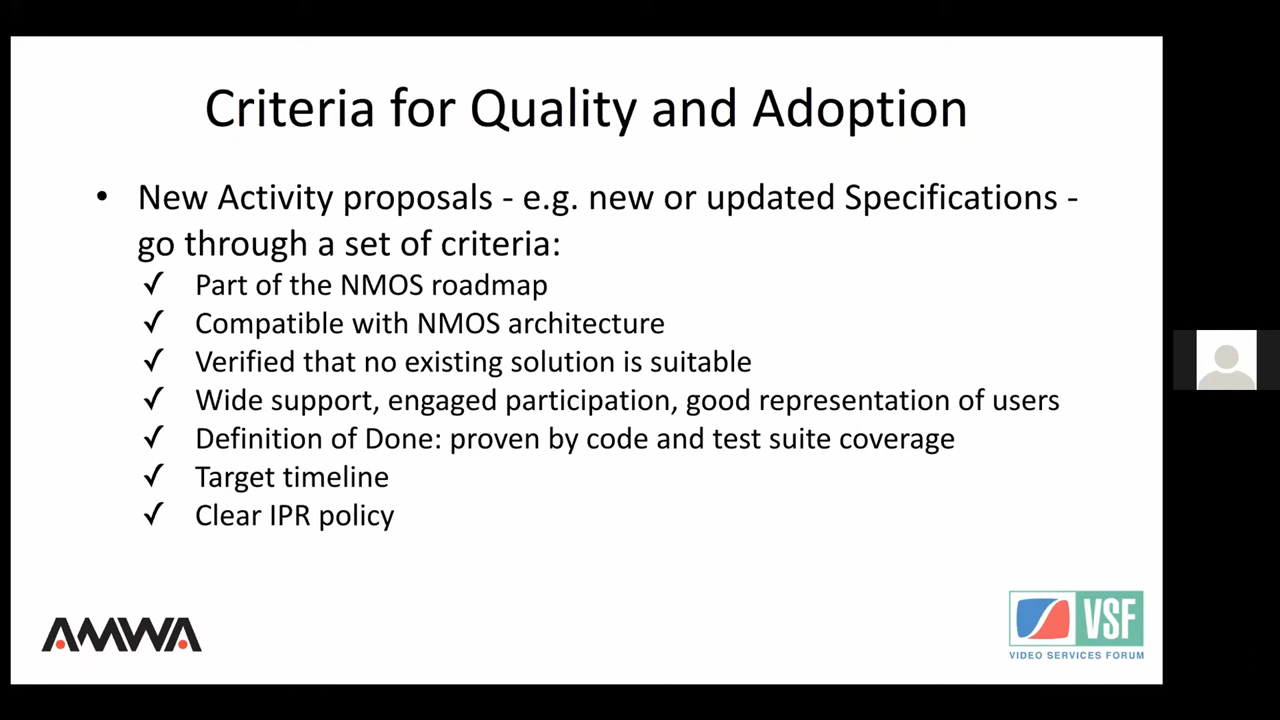 Criteria for Quality and Adoption
• New Activity proposals - e.g. new or updated Specifications -
go through a set of criteria:
✓ Part of the NMOS roadmap
✓ Compatible with NMOS architecture
✓ Verified that no existing solution is suitable
✓ Wide support, engaged participation, good representation of users
✓ Definition of Done: proven by code and test suite coverage
✓ Target timeline
✓ Clear IPR policy
AMWA
VSF
VIDEO SERVICES FORUM